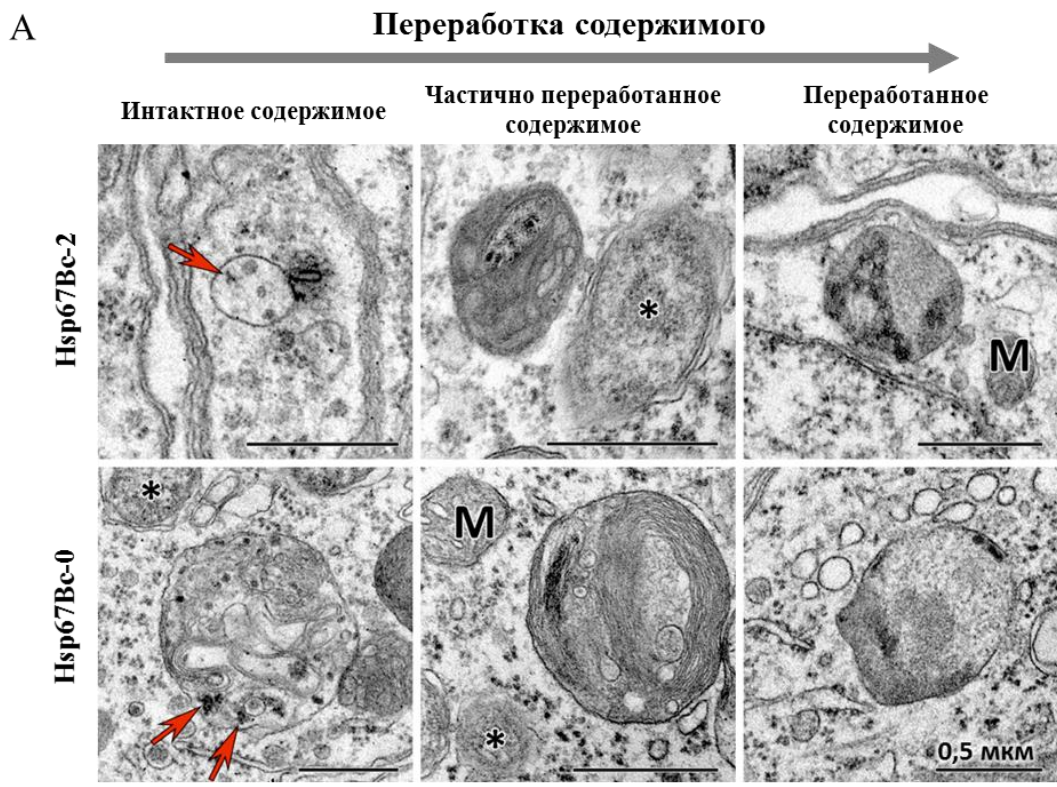 A
Переработка содержимого
Интактное содержимое
Частично переработанное
содержимое
Переработанное
содержимое
Hsp67Bc-2
*
M
Hsp67Bc-0
*
M
*
0,5 мкм